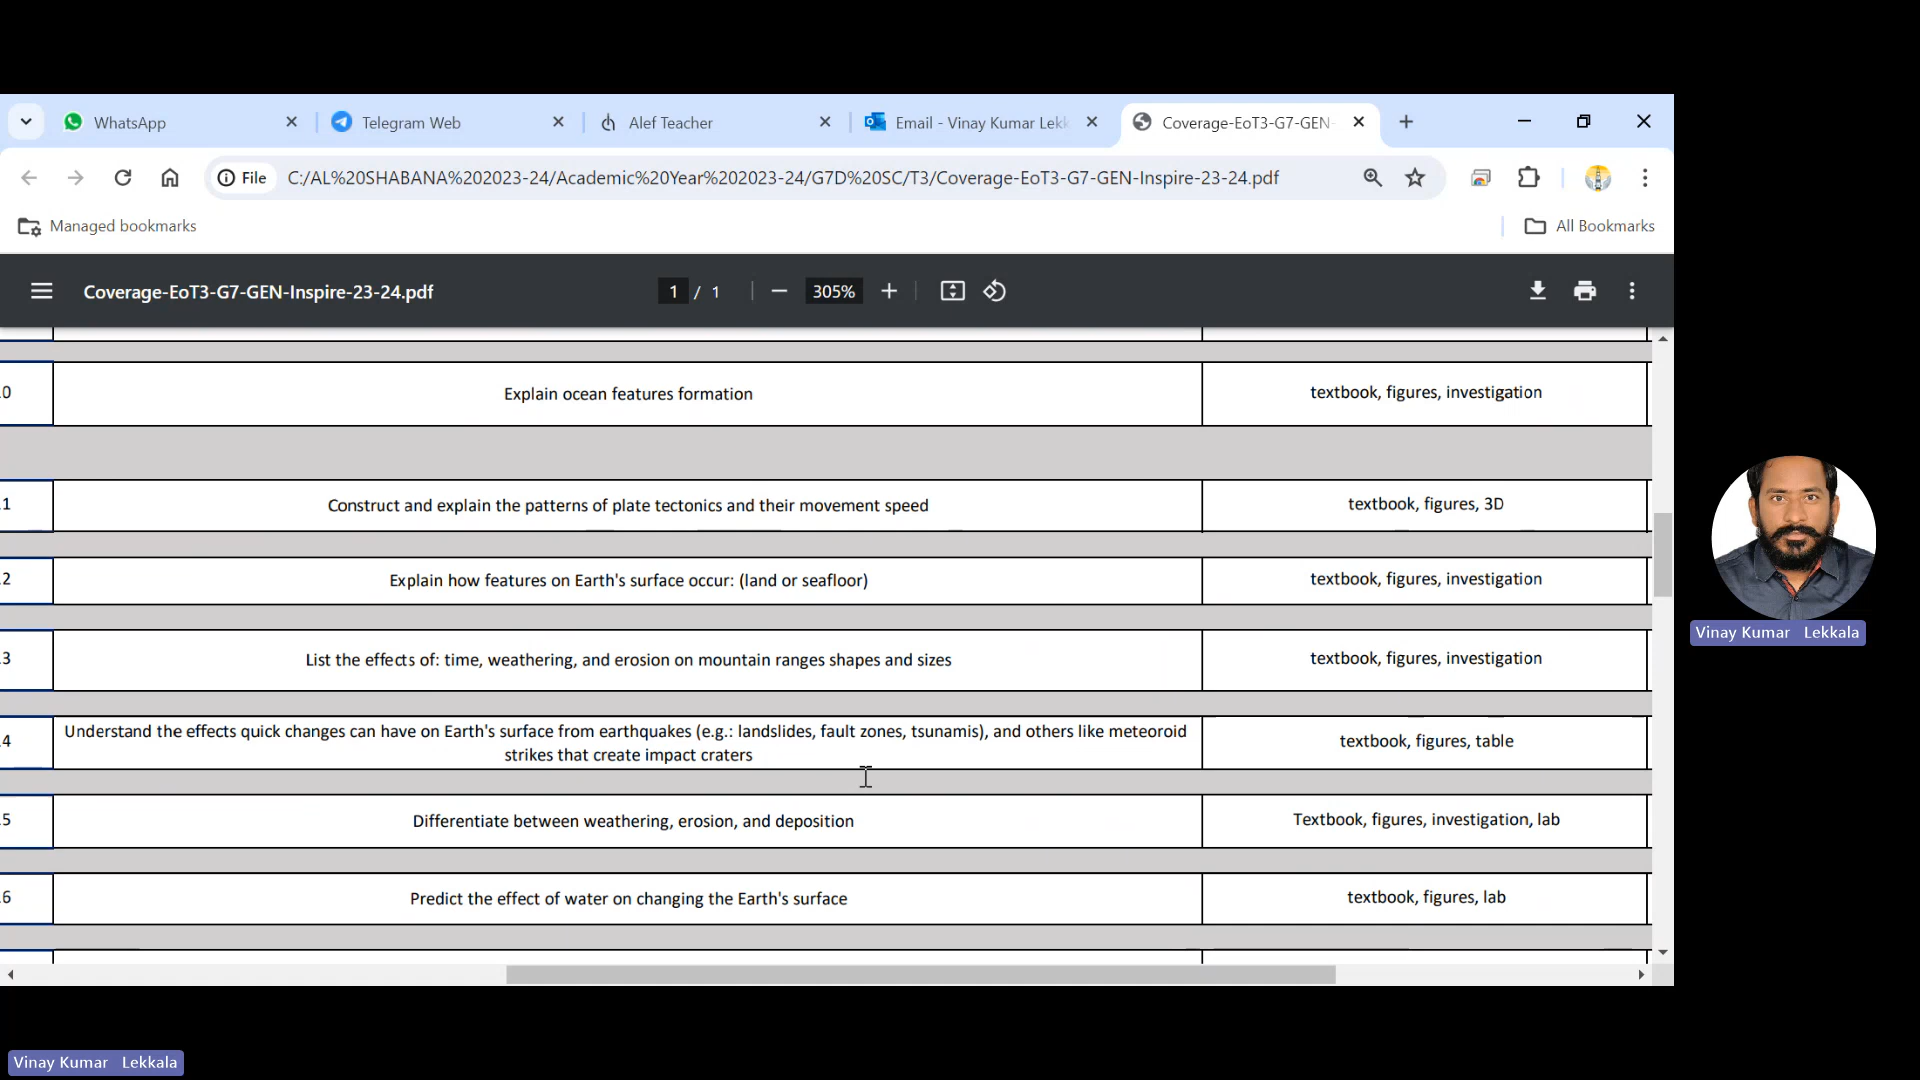 WhatsApp
Telegram Web
Alef Teacher
Email - Vinay Kumar Lekk
Coverage-EoT3-G7-GEN-
File
C:/AL%20SHABANA%202023-24/Academic%20Year%202023-24/G7D%20SC/T3/Coverage-EoT3-G7-GEN-Inspire-23-24.pdf
Managed bookmarks
All Bookmarks
Coverage-EoT3-G7-GEN-Inspire-23-24.pdf
1 / 1
305%
.0 Explain ocean features formation textbook, figures, investigation
.1 Construct and explain the patterns of plate tectonics and their movement speed textbook, figures, 3D
.2 Explain how features on Earth's surface occur: (land or seafloor) textbook, figures, investigation
.3 List the effects of: time, weathering, and erosion on mountain ranges shapes and sizes textbook, figures, investigation
.4 Understand the effects quick changes can have on Earth's surface from earthquakes (e.g.: landslides, fault zones, tsunamis), and others like meteoroid
strikes that create impact craters textbook, figures, table
.5 Differentiate between weathering, erosion, and deposition Textbook, figures, investigation, lab
.6 Predict the effect of water on changing the Earth's surface textbook, figures, lab
Vinay Kumar Lekkala
Vinay Kumar Lekkala